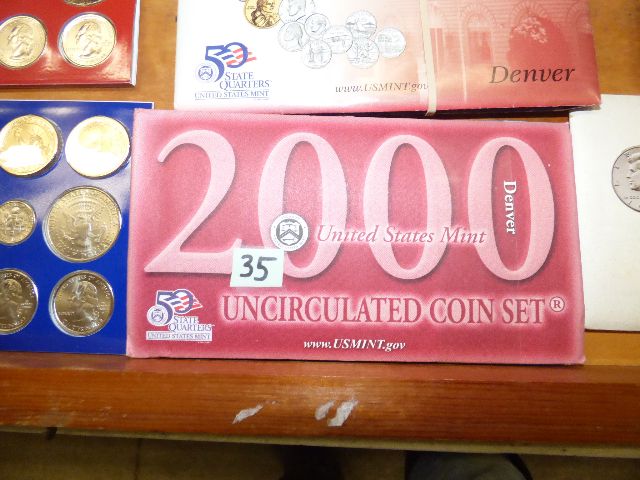 50
STATE
QUARTERS
UNITED STATES MINT
www.USMINT.gov
Denver
2000
Denver
United States Mint
35
UNCIRCULATED COIN SET®
50
STATE
QUARTERS
UNITED STATES MINT
www.USMINT.gov